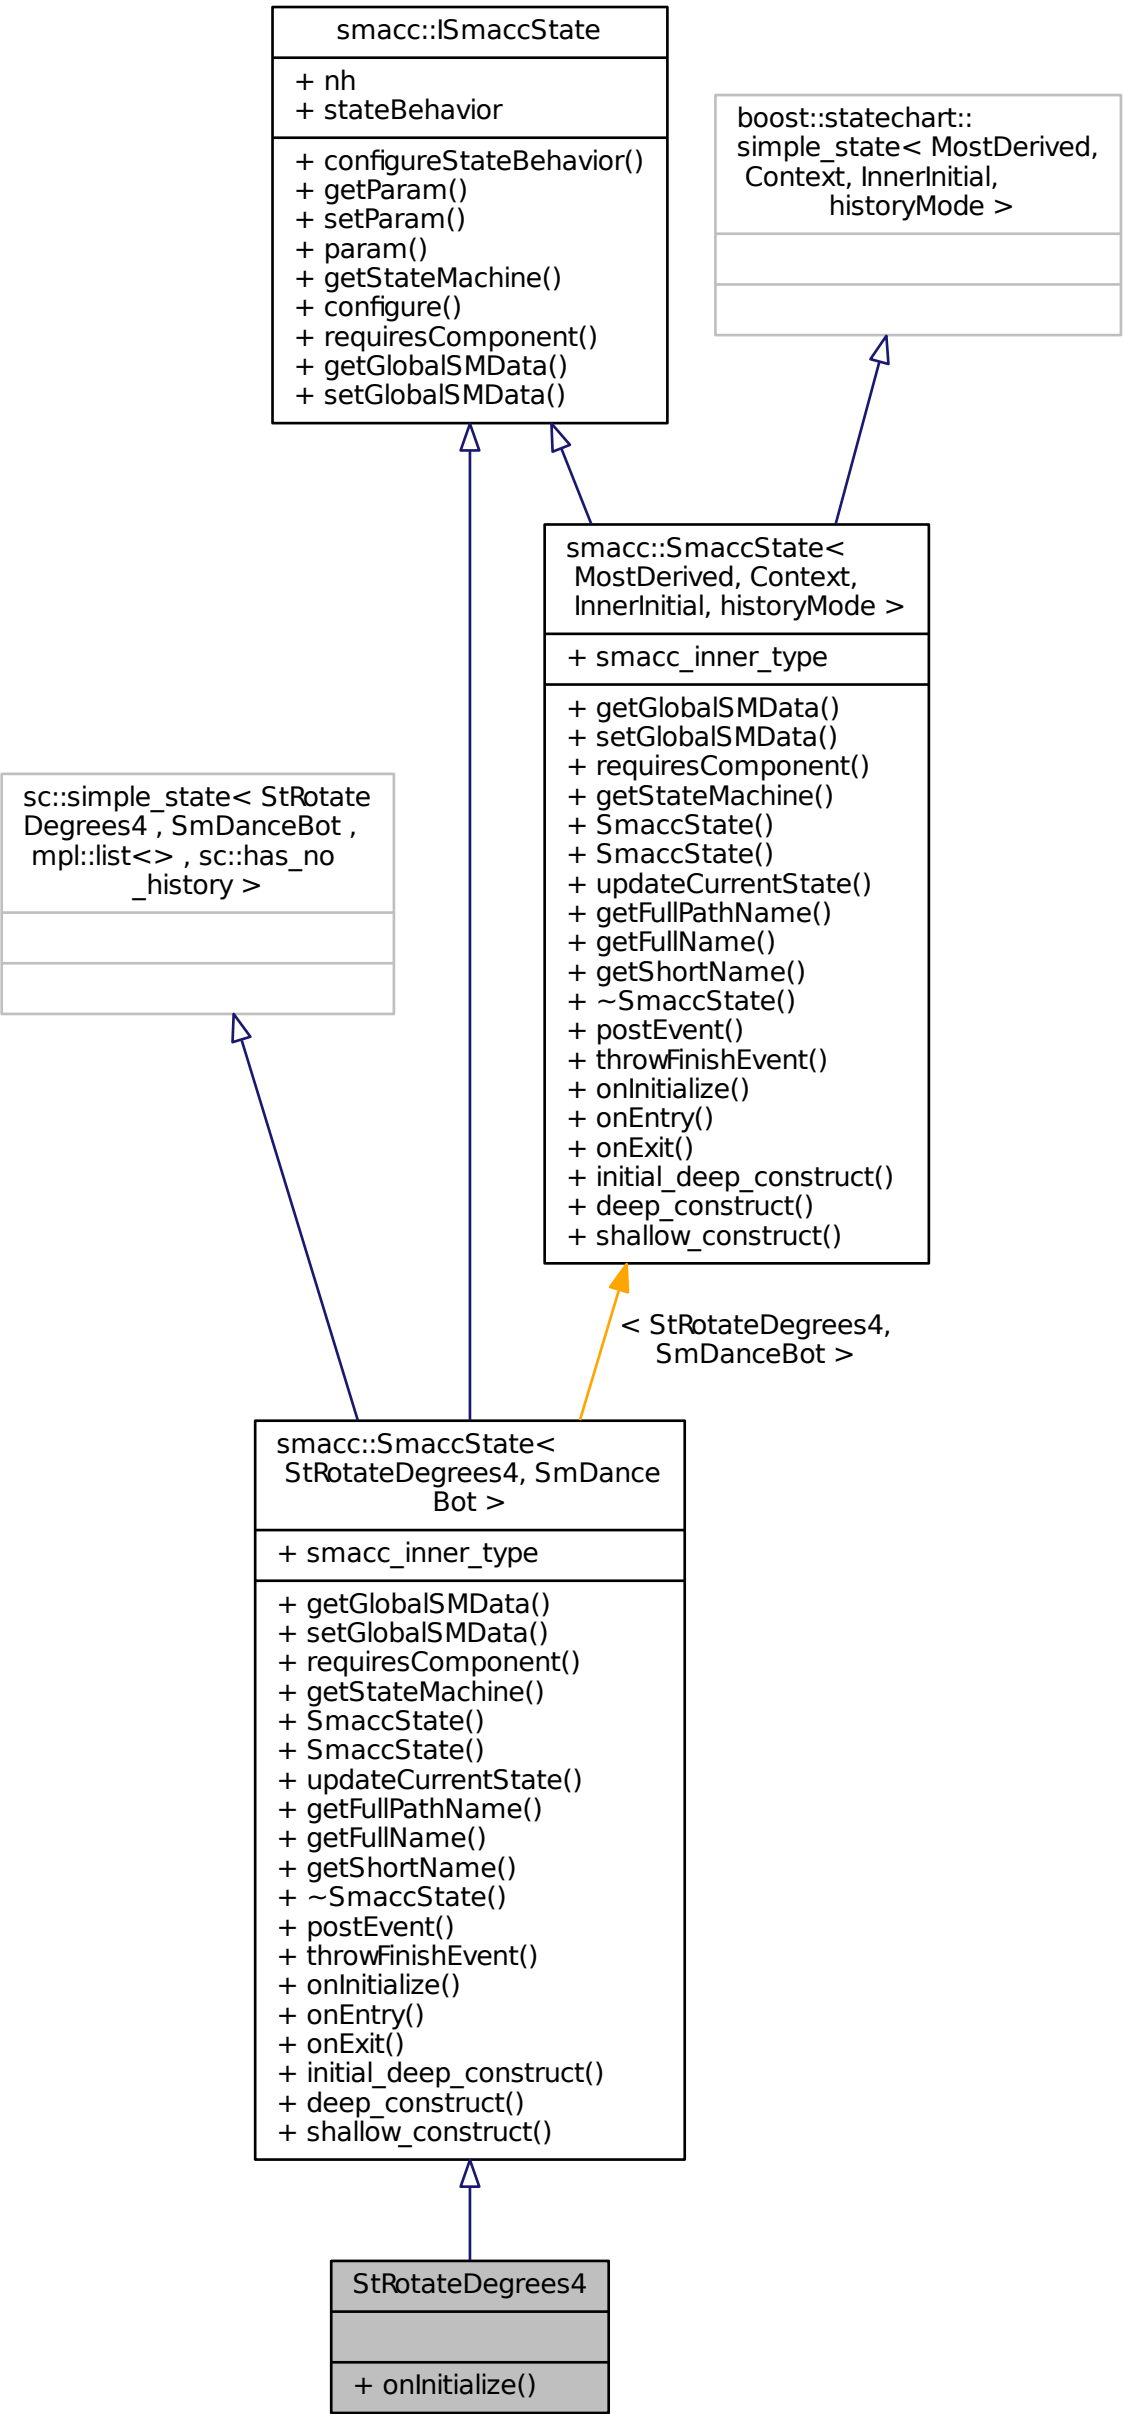 smacc::ISmaccState
+ nh
+ stateBehavior
+ configureStateBehavior()
+ getParam()
+ setParam()
+ param()
+ getStateMachine()
+ configure()
+ requiresComponent()
+ getGlobalSMData()
+ setGlobalSMData()
boost::statechart::
simple_state< MostDerived,
Context, InnerInitial,
historyMode >
smacc::SmaccState<
MostDerived, Context,
InnerInitial, historyMode >
+ smacc_inner_type
+ getGlobalSMData()
+ setGlobalSMData()
+ requiresComponent()
+ getStateMachine()
+ SmaccState()
+ SmaccState()
+ updateCurrentState()
+ getFullPathName()
+ getFullName()
+ getShortName()
+ ~SmaccState()
+ postEvent()
+ throwFinishEvent()
+ onInitialize()
+ onEntry()
+ onExit()
+ initial_deep_construct()
+ deep_construct()
+ shallow_construct()
sc::simple_state< StRotate
Degrees4 , SmDanceBot ,
mpl::list<> , sc::has_no
_history >
< StRotateDegrees4,
SmDanceBot >
smacc::SmaccState<
StRotateDegrees4, SmDance
Bot >
+ smacc_inner_type
+ getGlobalSMData()
+ setGlobalSMData()
+ requiresComponent()
+ getStateMachine()
+ SmaccState()
+ SmaccState()
+ updateCurrentState()
+ getFullPathName()
+ getFullName()
+ getShortName()
+ ~SmaccState()
+ postEvent()
+ throwFinishEvent()
+ onInitialize()
+ onEntry()
+ onExit()
+ initial_deep_construct()
+ deep_construct()
+ shallow_construct()
StRotateDegrees4
+ onInitialize()